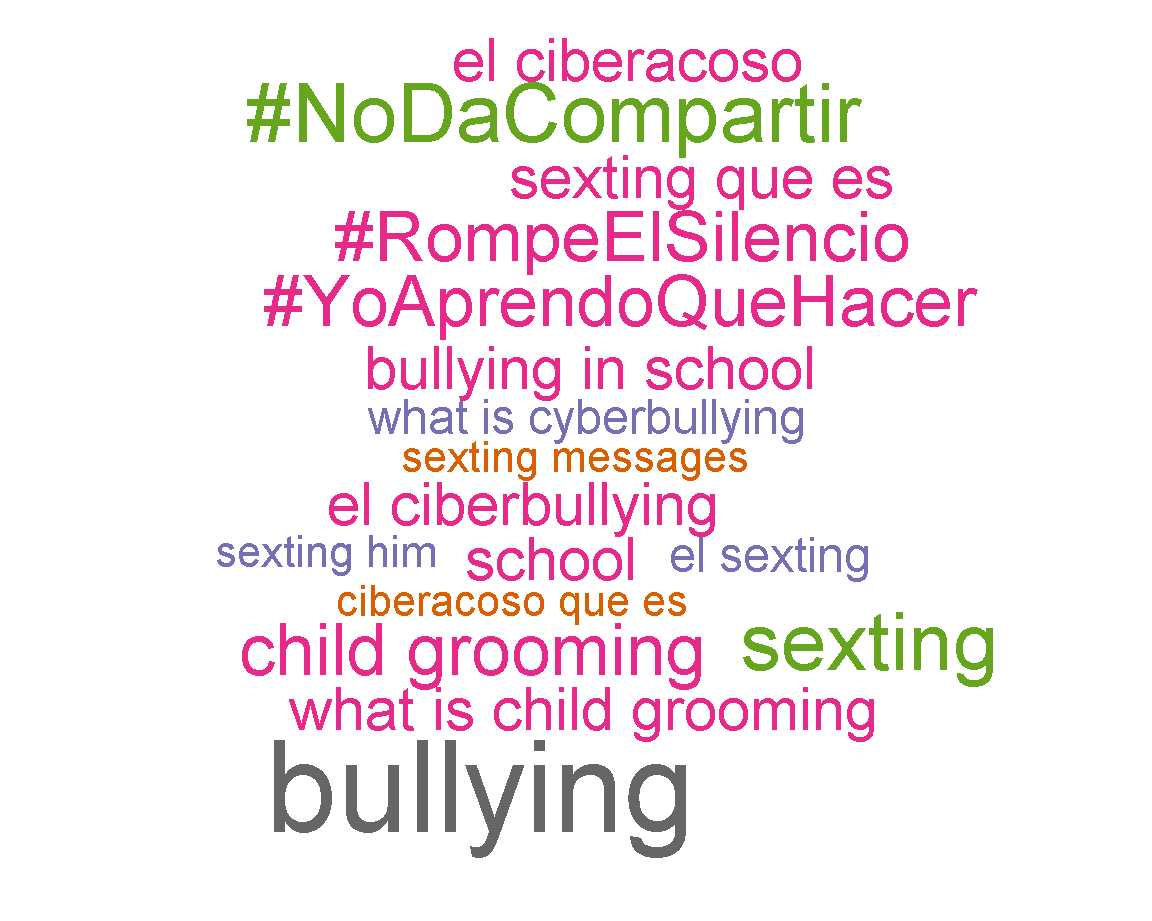 el ciberacoso
#NoDaCompartir
sexting que es
#RompeElSilencio
#YoAprendoQueHacer
bullying in school
what is cyberbullying
sexting messages
el ciberbullying
sexting him school el sexting
ciberacoso que es
child grooming sexting
what is child grooming
bullying